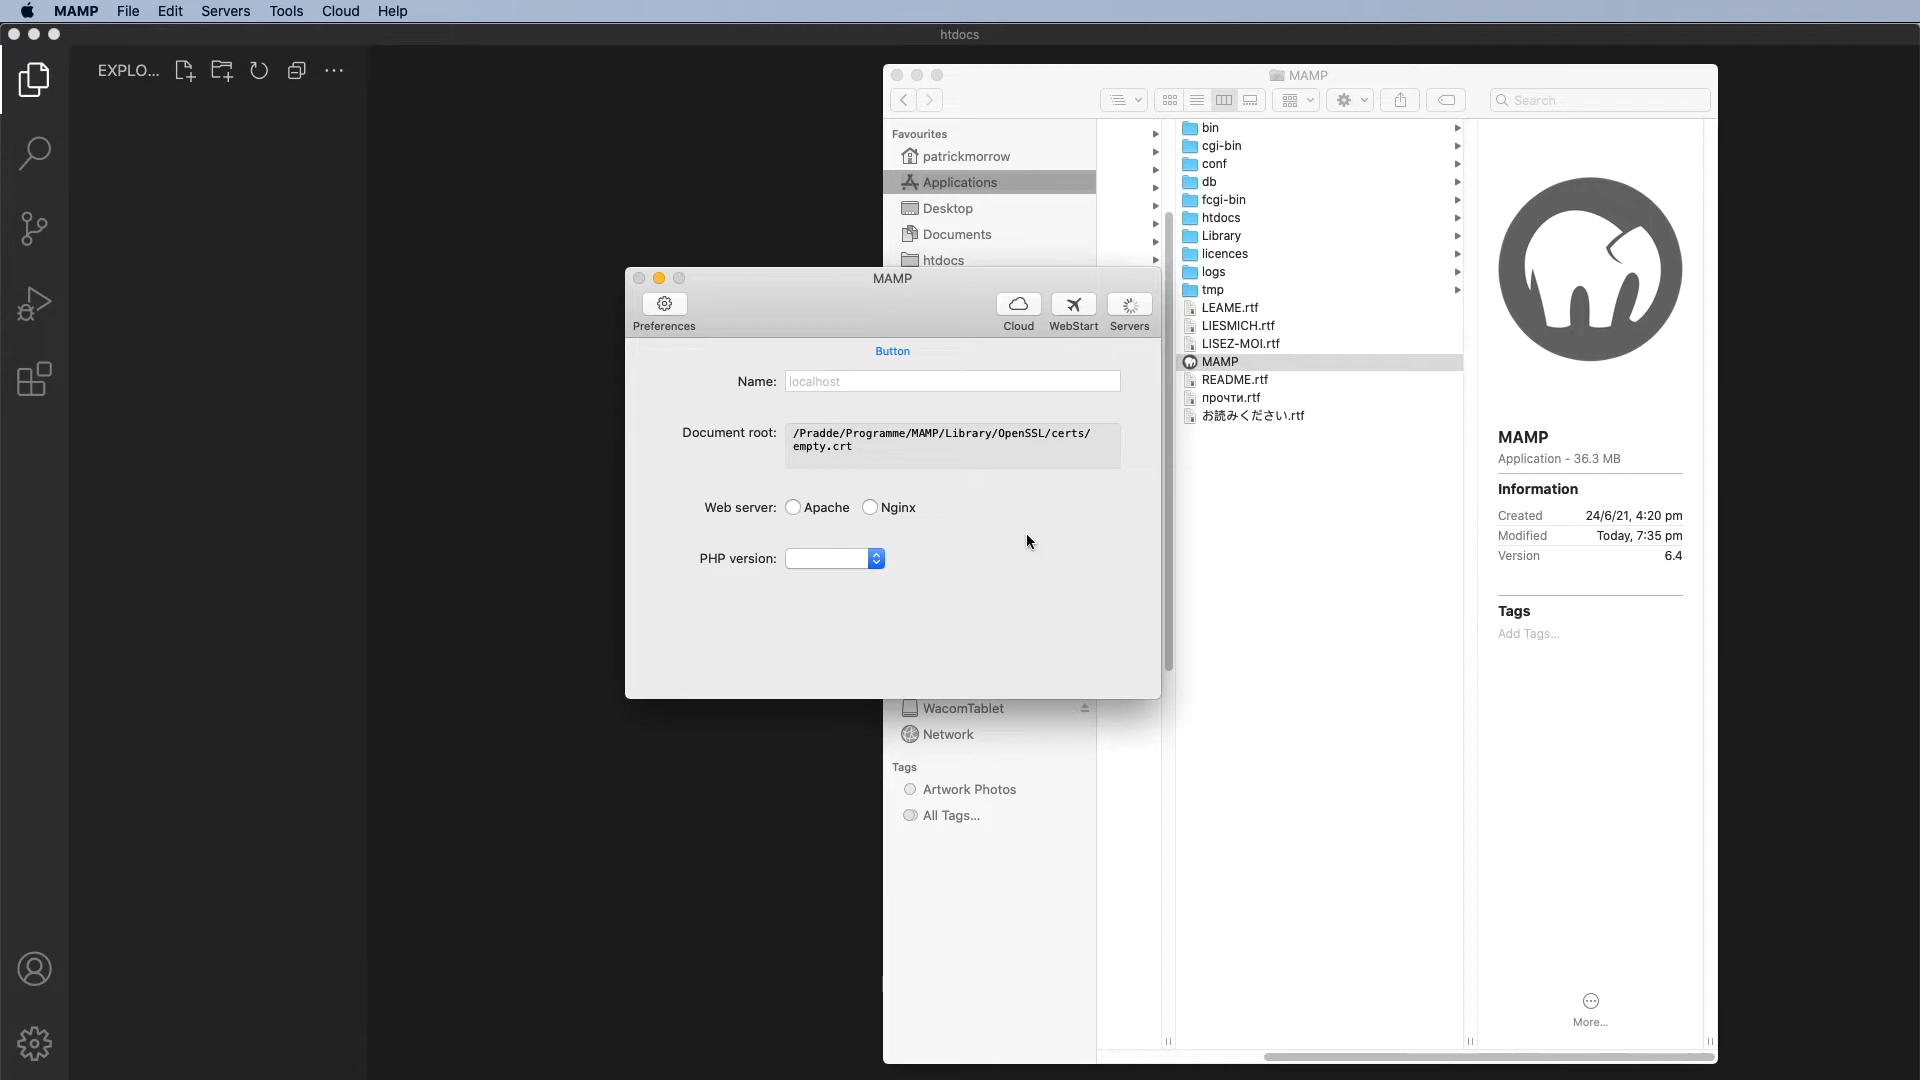 MAMP File Edit Servers Tools Cloud Help
htdocs
EXPLO...
MAMP
Search
Favourites
patrickmorrow
Applications
Desktop
Documents
htdocs
WacomTablet
Network
Tags
Artwork Photos
All Tags...
bin
cgi-bin
conf
db
fcgi-bin
htdocs
Library
licences
logs
tmp
LEAME.rtf
LIESMICH.rtf
LISEZ-MOI.rtf
MAMP
README.rtf
прочти.rtf
お読みください.rtf
MAMP
Application - 36.3 MB
Information
Created 24/6/21, 4:20 pm
Modified Today, 7:35 pm
Version 6.4
Tags
Add Tags...
More...
MAMP
Preferences Cloud WebStart Servers
Button
Name: localhost
Document root: /Pradde/Programme/MAMP/Library/OpenSSL/certs/
empty.crt
Web server: Apache Nginx
PHP version: